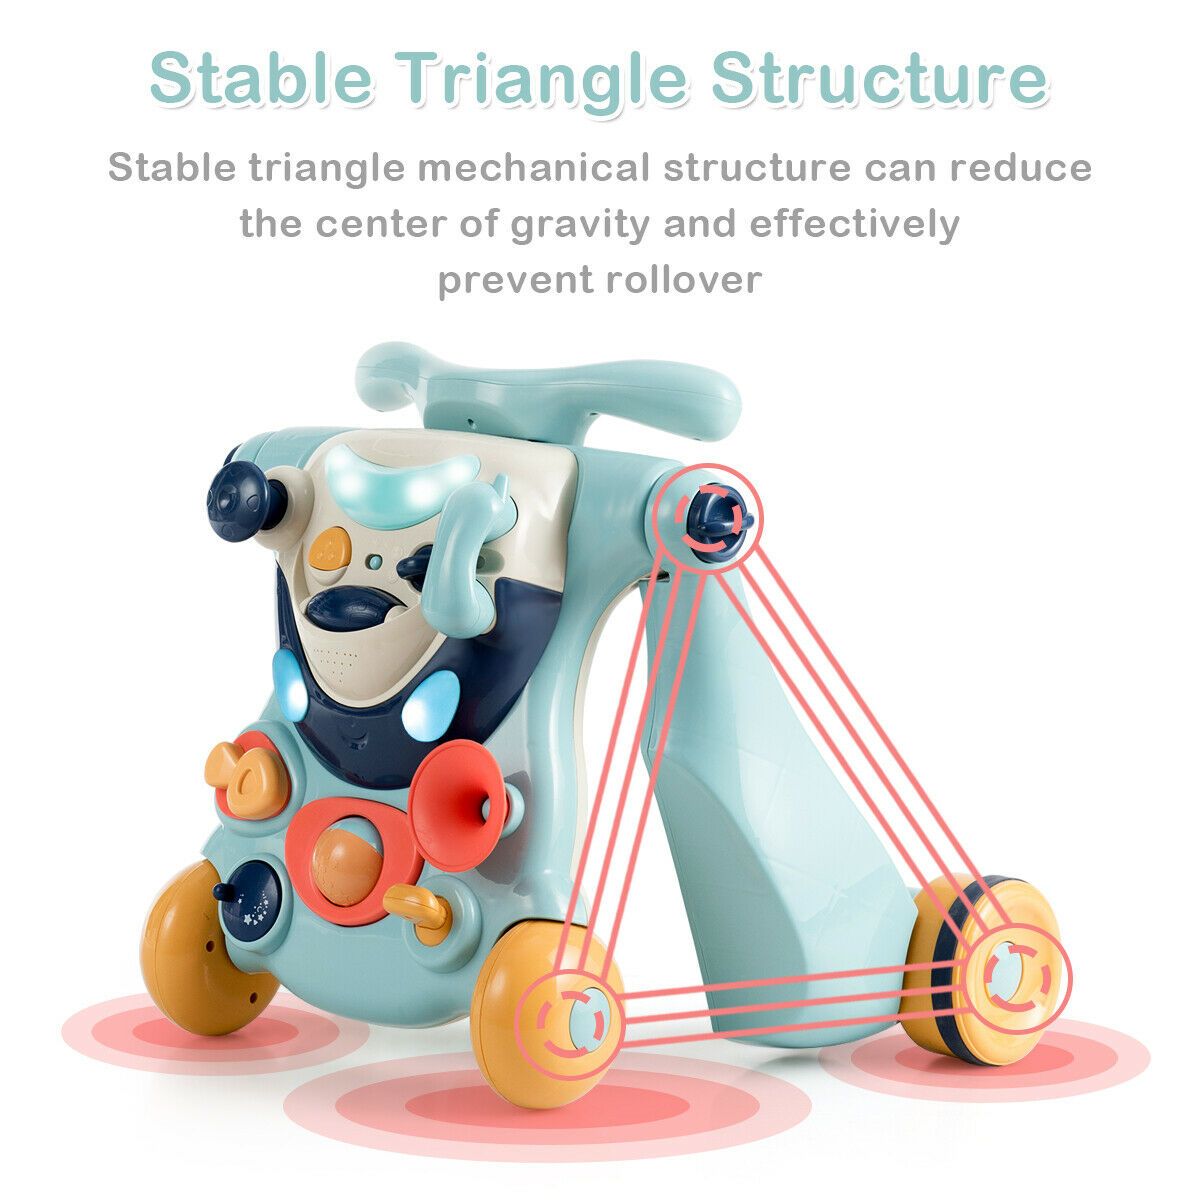 Stable Triangle Structure
Stable triangle mechanical structure can reduce
the center of gravity and effectively
prevent rollover